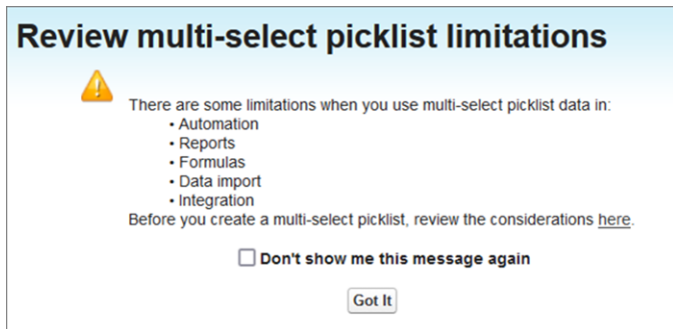 Review multi-select picklist limitations
There are some limitations when you use multi-select picklist data in:
• Automation
• Reports
• Formulas
• Data import
• Integration
Before you create a multi-select picklist, review the considerations here.
Don't show me this message again
Got It